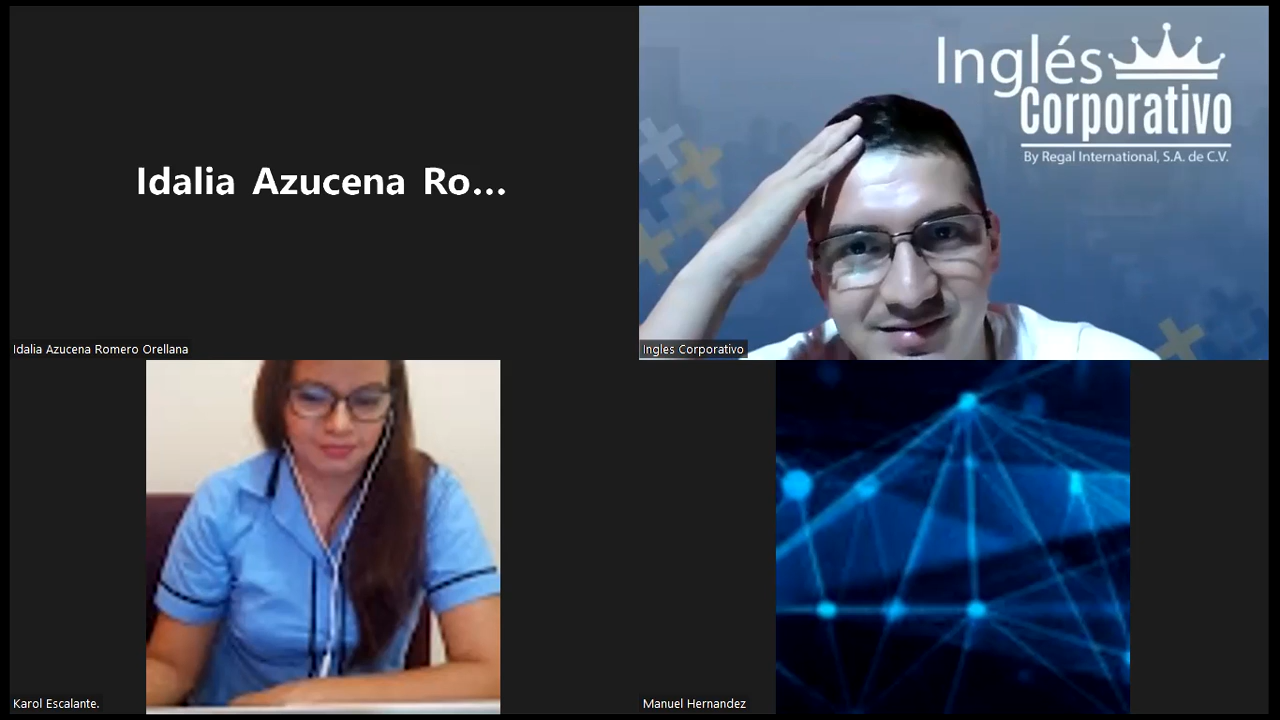 Idalia Azucena Ro...
Idalia Azucena Romero Orellana
Inglés
Corporativo
By Regal International, S.A. de C.V.
Ingles Corporativo
Karol Escalante.
Manuel Hernandez